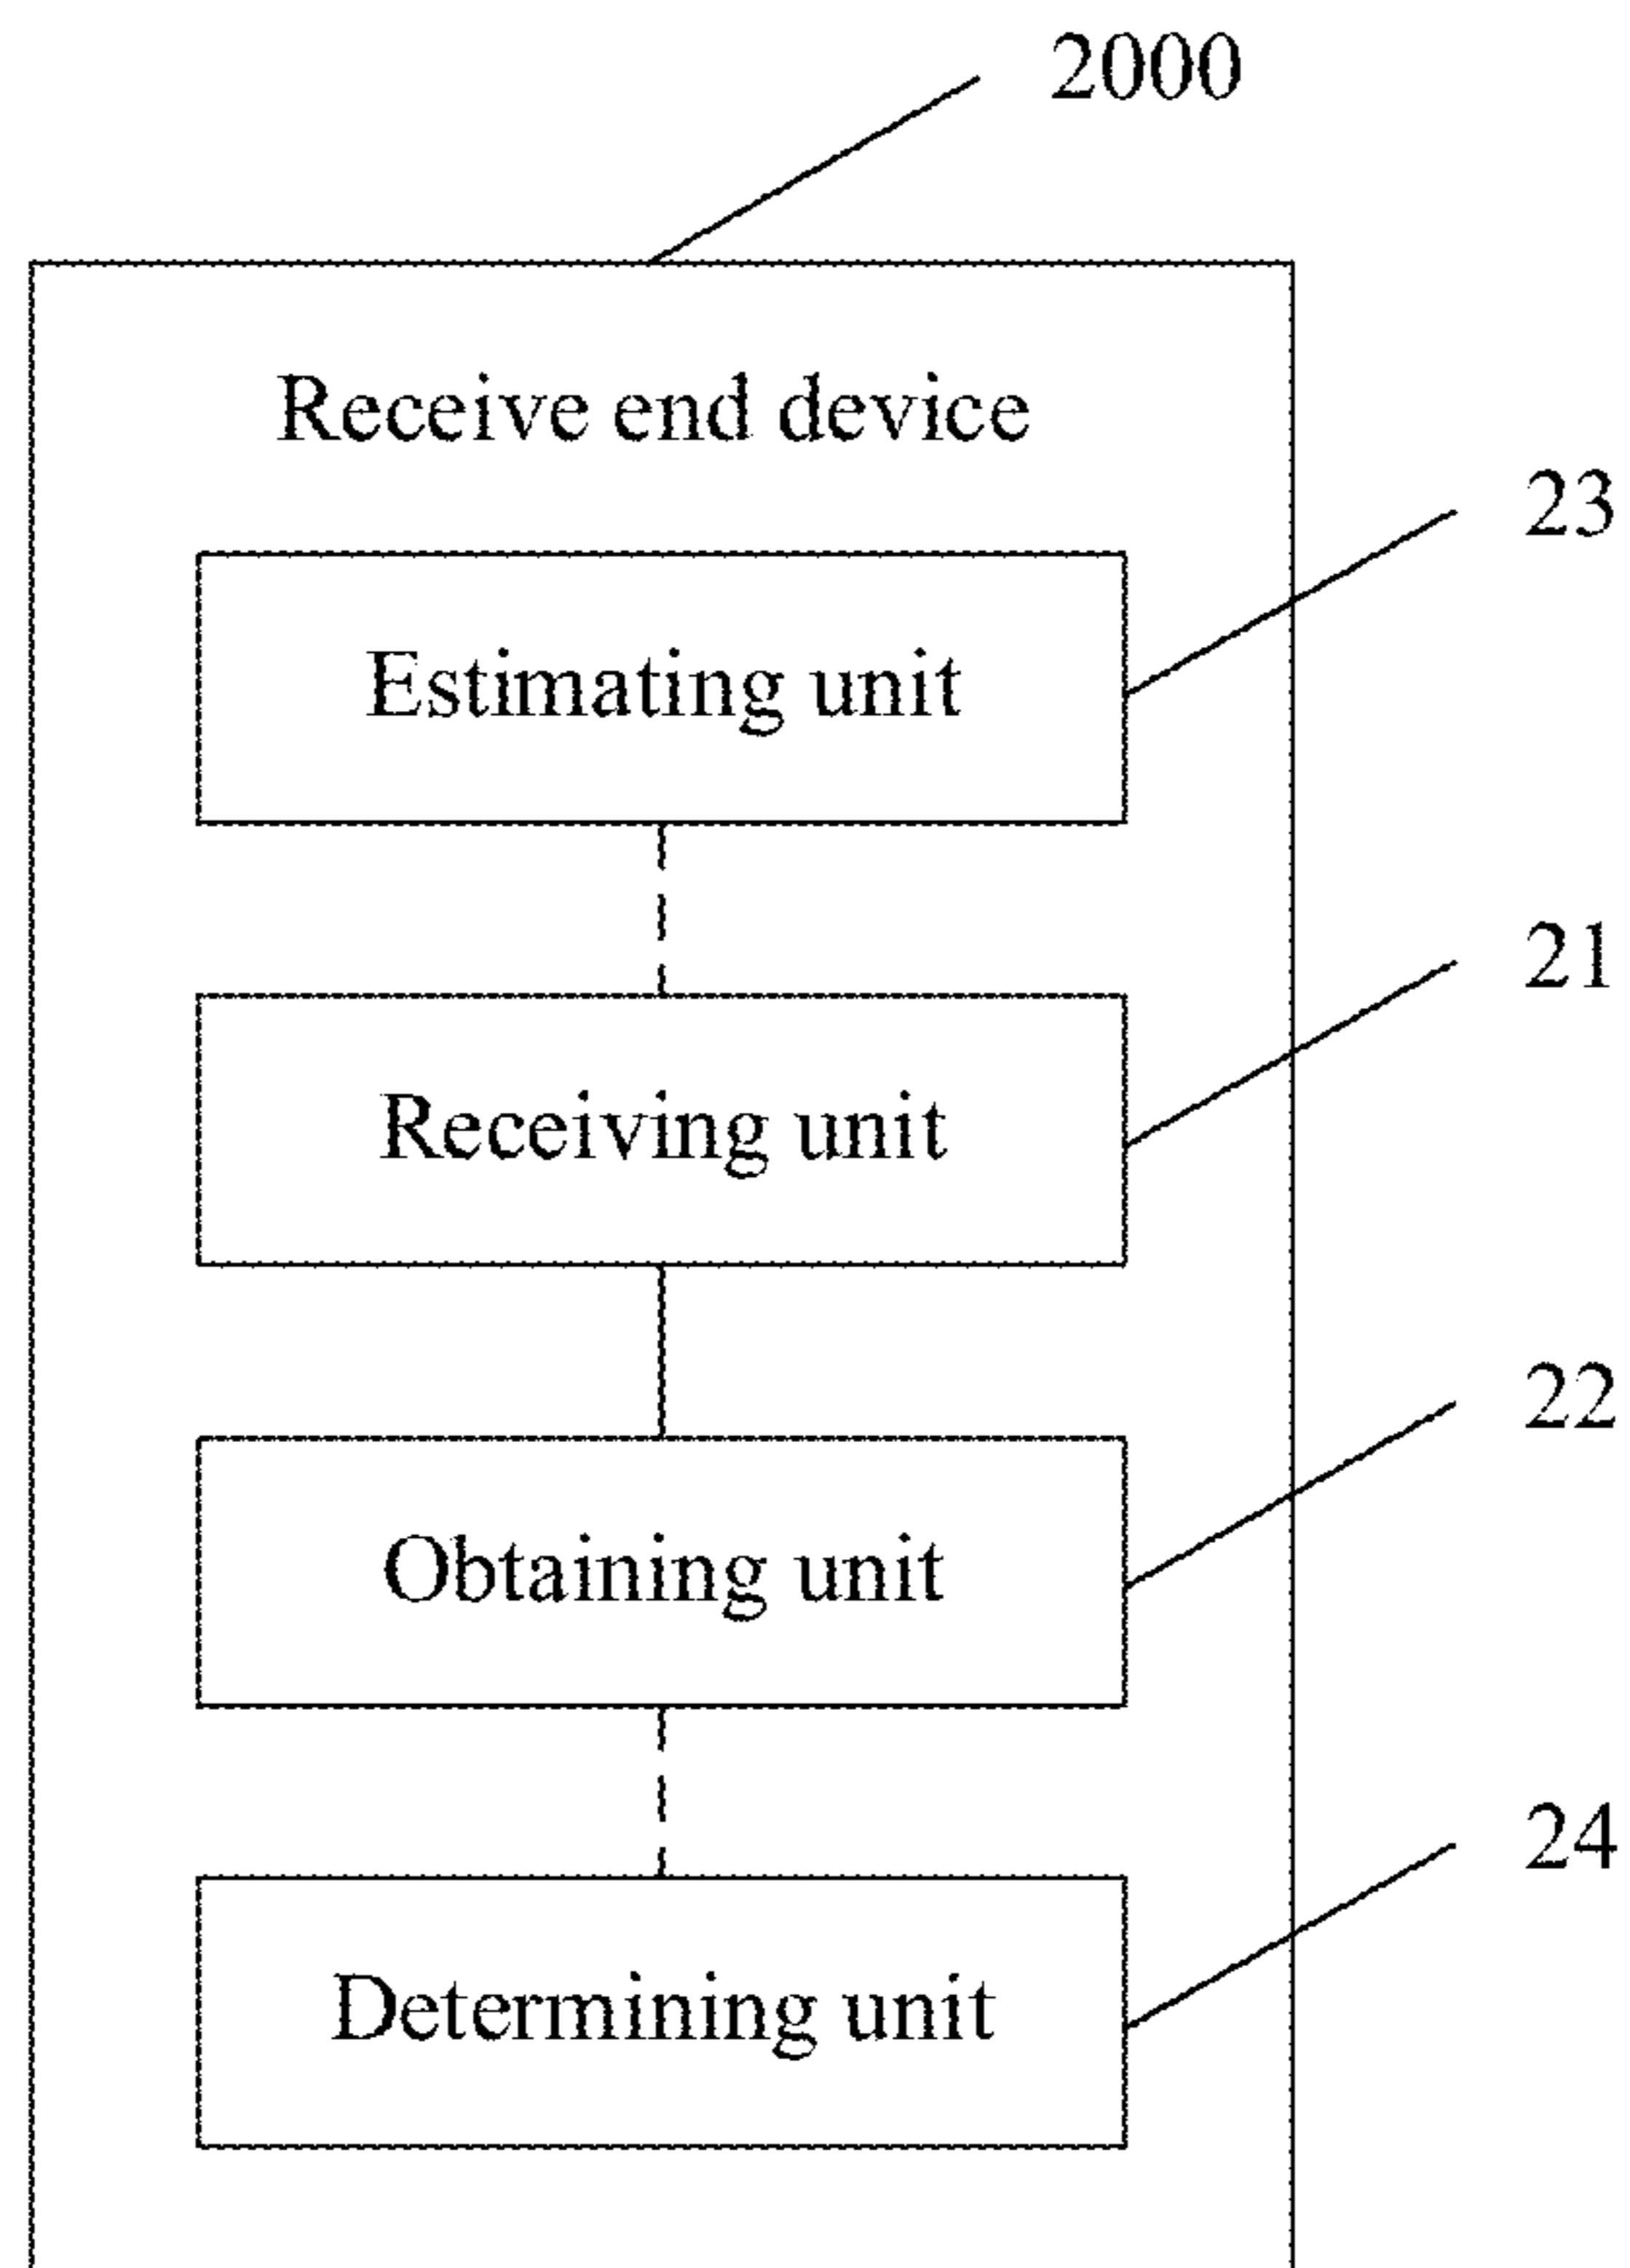 2000
Receive end device
23
Estimating unit
21
Receiving unit
22
Obtaining unit
24
Determining unit